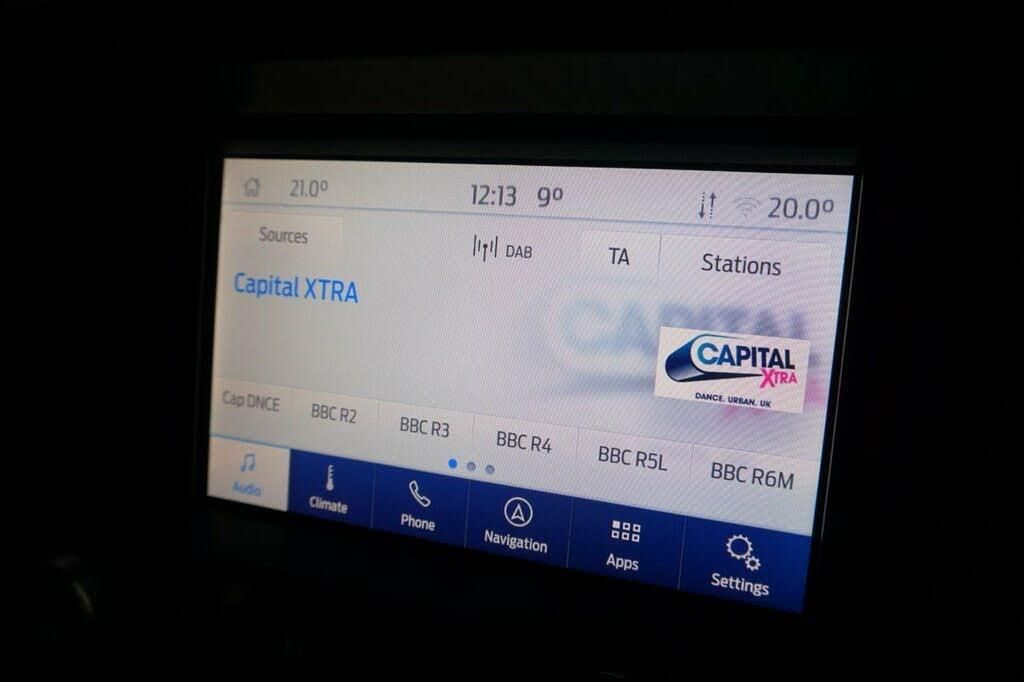 21.0° 12:13 9° 20.0°
Sources DAB TA Stations
Capital XTRA
CAPITAL
CAPITAL
XTRA
DANCE. URBAN. UK
Cap DNCE BBC R2 BBC R3 BBC R4 BBC R5L BBC R6M
Audio Climate Phone Navigation Apps Settings